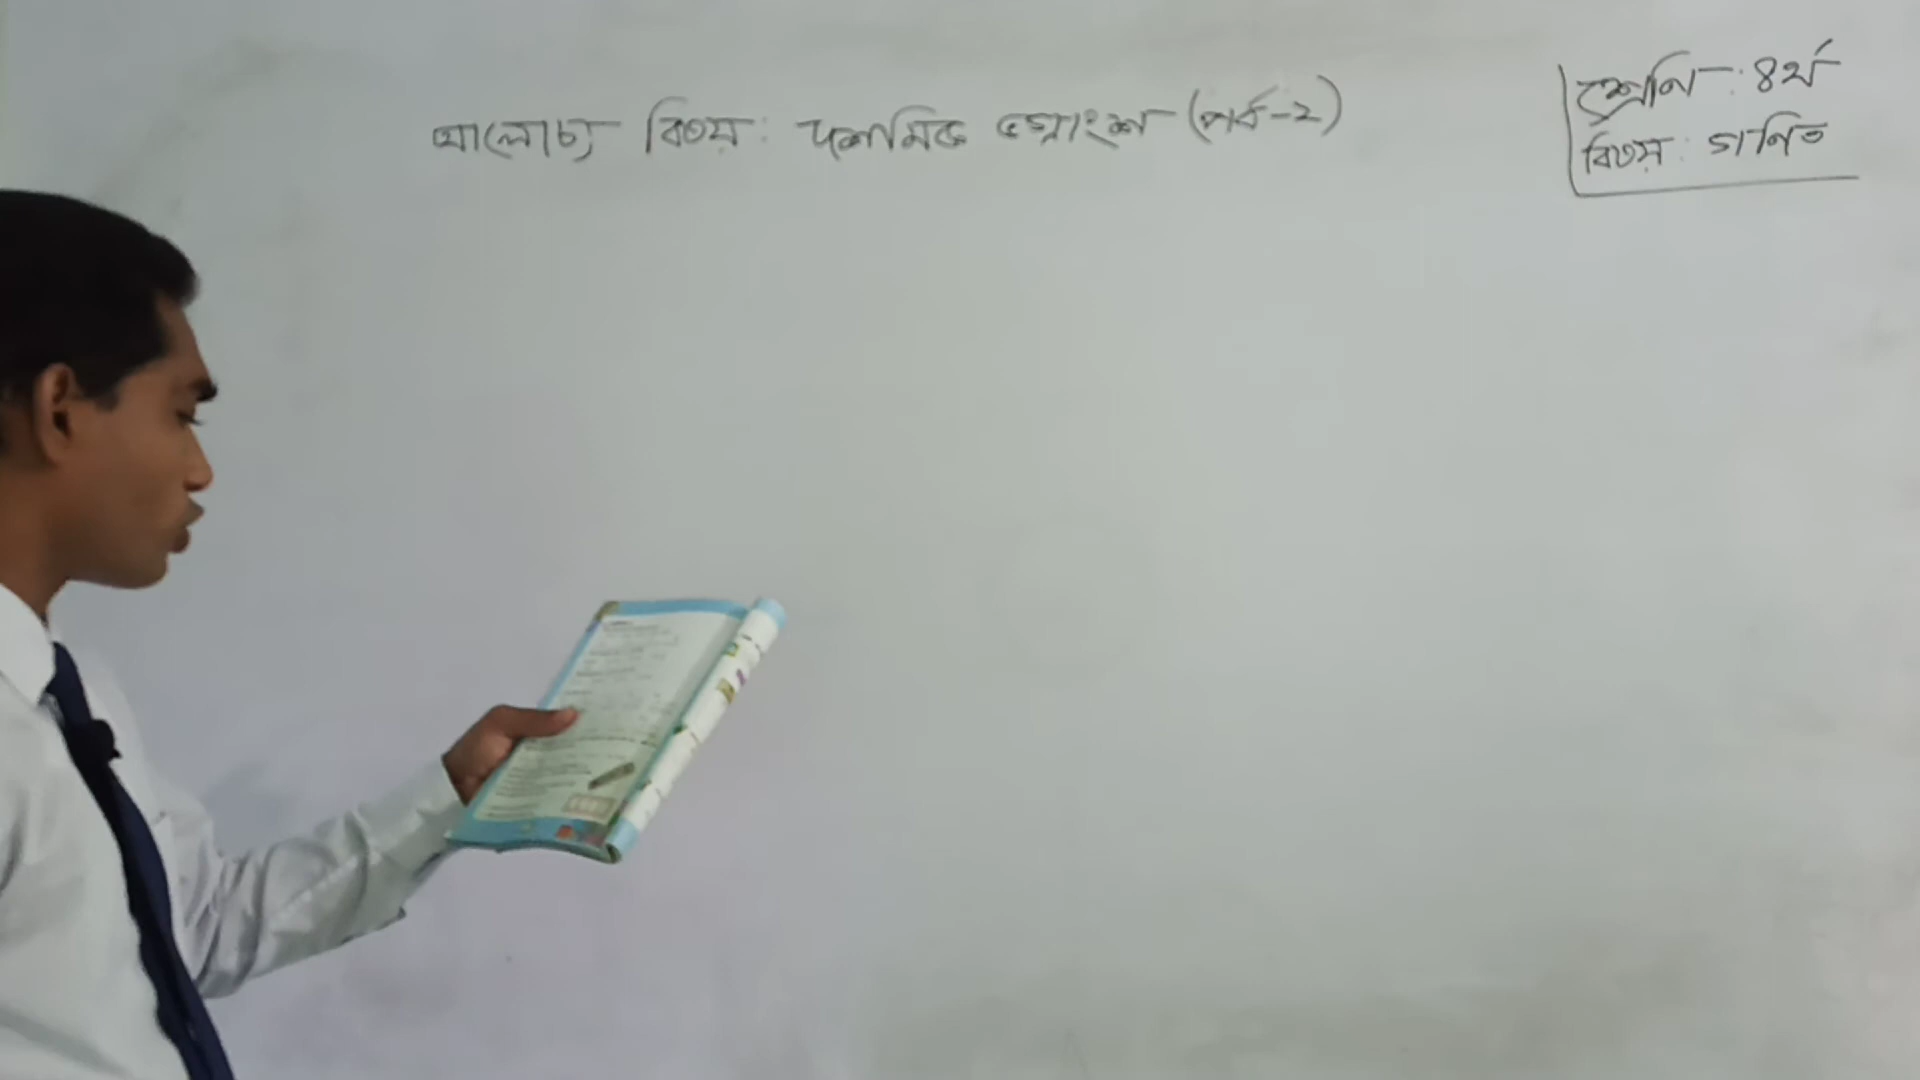 আলোচ্য বিষয়: দশমিক ভগ্নাংশ (পর্ব-২)
শ্রেণি: ৪র্থ
বিষয়: গণিত